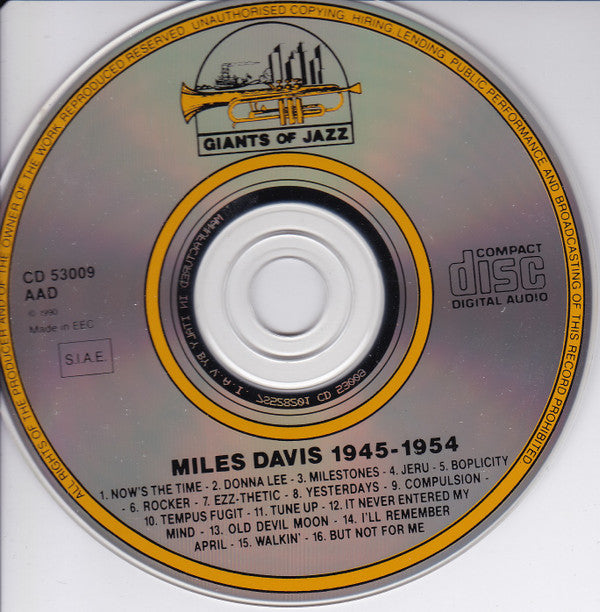 ALL RIGHTS OF THE PRODUCER AND OF THE OWNER OF THE WORK REPRODUCED RESERVED. UNAUTHORISED COPYING, HIRING LENDING, PUBLIC PERFORMANCE AND BROADCASTING OF THIS RECORD PROHIBITED
GIANTS OF JAZZ
CD 53009
AAD
© 1990
Made in EEC
S.I.A.E.
COMPACT
disc
DIGITAL AUDIO
MANUFACTURED IN ITALY BY
CD 53009
MILES DAVIS 1945-1954
1. NOW'S THE TIME - 2. DONNA LEE - 3. MILESTONES - 4. JERU - 5. BOPLICITY
- 6. ROCKER - 7. EZZ-THETIC - 8. YESTERDAYS - 9. COMPULSION -
10. TEMPUS FUGIT - 11. TUNE UP - 12. IT NEVER ENTERED MY
MIND - 13. OLD DEVIL MOON - 14. I'LL REMEMBER
APRIL - 15. WALKIN' - 16. BUT NOT FOR ME